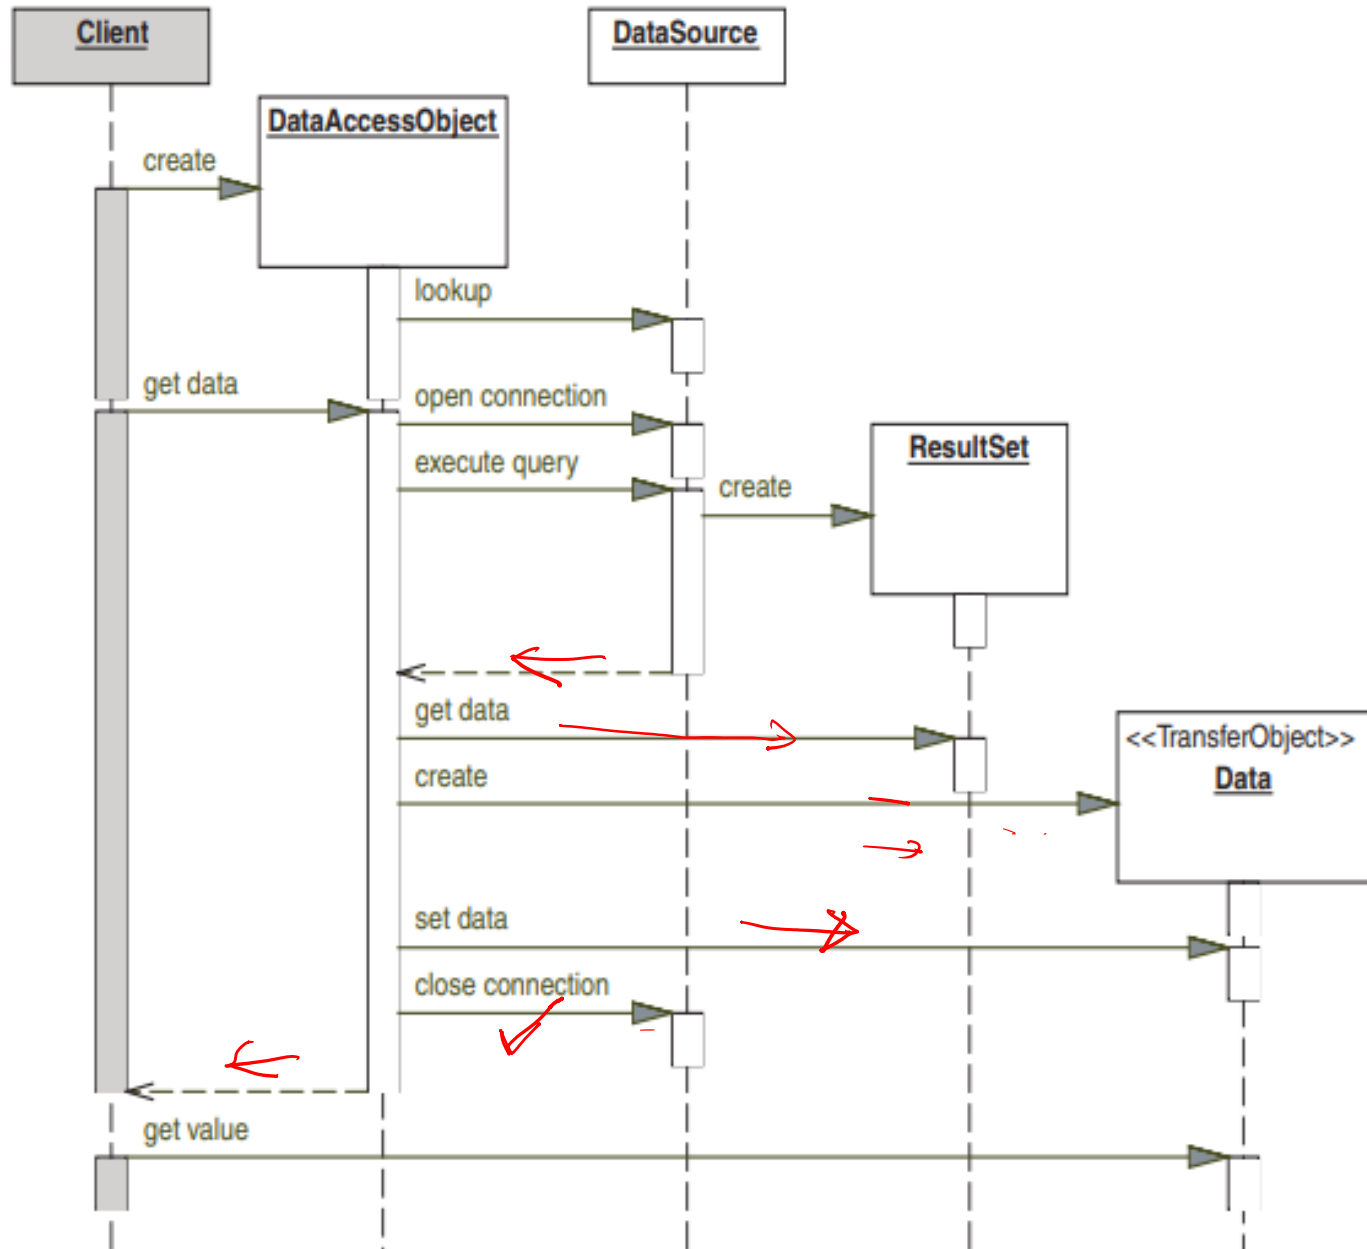 Client
DataSource
DataAccessObject
create
lookup
get data
open connection
execute query
create
ResultSet
get data
<<TransferObject>>
Data
create
set data
close connection
get value